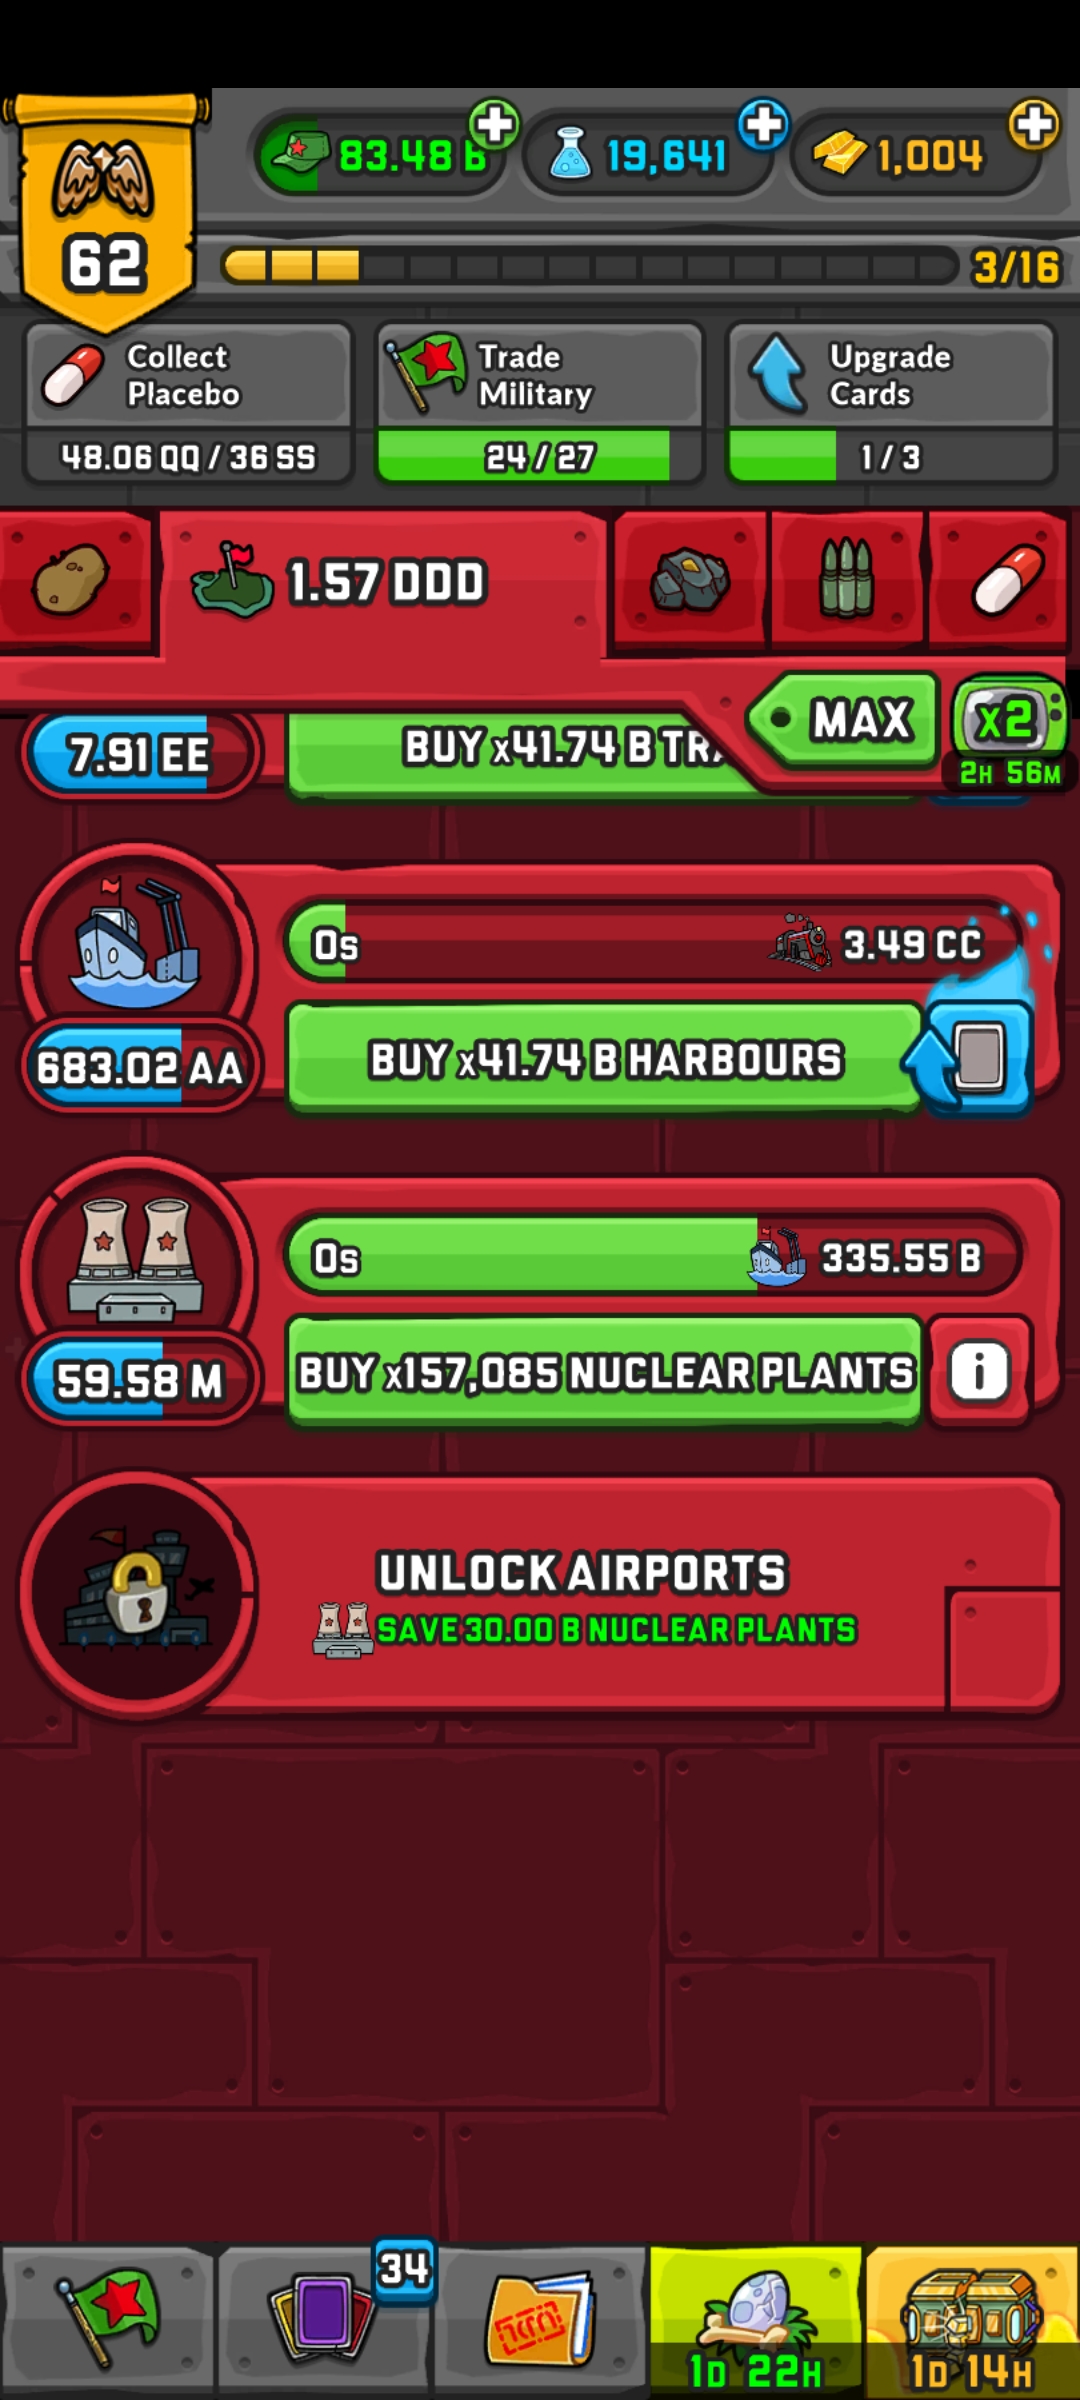 83.48 B
19,641
1,004
62
3/16
Collect
Placebo
Trade
Military
Upgrade
Cards
48.06 QQ / 36 SS
24 / 27
1 / 3
1.57 DDD
MAX
x2
2H 56M
7.91 EE
BUY x41.74 B
0s
3.49 CC
683.02 AA
BUY x41.74 B HARBOURS
0s
335.55 B
59.58 M
BUY x157,085 NUCLEAR PLANTS
i
UNLOCK AIRPORTS
SAVE 30.00 B NUCLEAR PLANTS
34
1D 22H
1D 14H